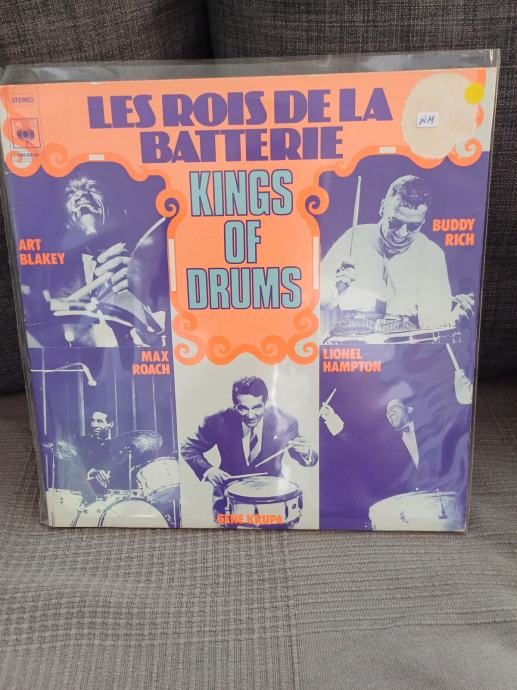 STEREO
CBS
LES ROIS DE LA
BATTERIE
NM
KINGS
OF
DRUMS
ART
BLAKEY
BUDDY
RICH
MAX
ROACH
LIONEL
HAMPTON
GENE KRUPA